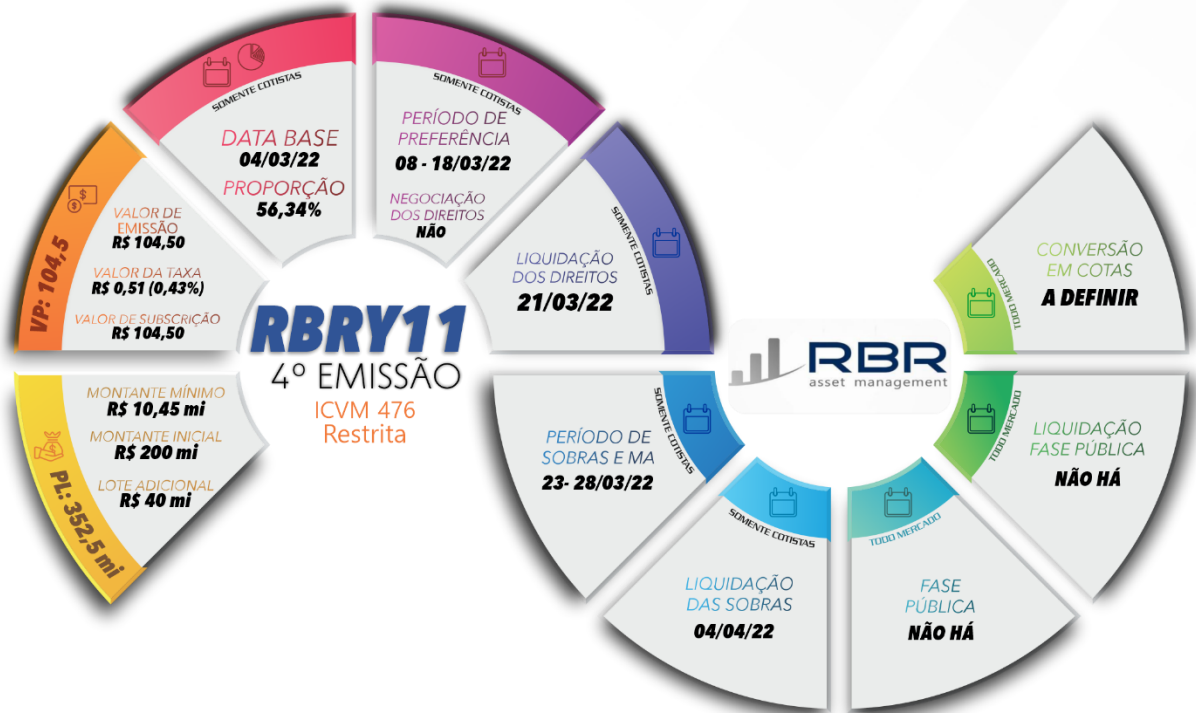 PL: 352,5 mi
MONTANTE MÍNIMO
R$ 10,45 mi
MONTANTE INICIAL
R$ 200 mi
LOTE ADICIONAL
R$ 40 mi
VP: 104,5
VALOR DE
EMISSÃO
R$ 104,50
VALOR DA TAXA
R$ 0,51 (0,43%)
VALOR DE SUBSCRIÇÃO
R$ 104,50
SOMENTE COTISTAS
DATA BASE
04/03/22
PROPORÇÃO
56,34%
SOMENTE COTISTAS
PERÍODO DE
PREFERÊNCIA
08 - 18/03/22
NEGOCIAÇÃO
DOS DIREITOS
NÃO
SOMENTE COTISTAS
LIQUIDAÇÃO
DOS DIREITOS
21/03/22
RBRY11
4º EMISSÃO
ICVM 476
Restrita
SOMENTE COTISTAS
PERÍODO DE
SOBRAS E MA
23- 28/03/22
SOMENTE COTISTAS
LIQUIDAÇÃO
DAS SOBRAS
04/04/22
TODO MERCADO
FASE
PÚBLICA
NÃO HÁ
TODO MERCADO
LIQUIDAÇÃO
FASE PÚBLICA
NÃO HÁ
TODO MERCADO
CONVERSÃO
EM COTAS
A DEFINIR
RBR
asset management